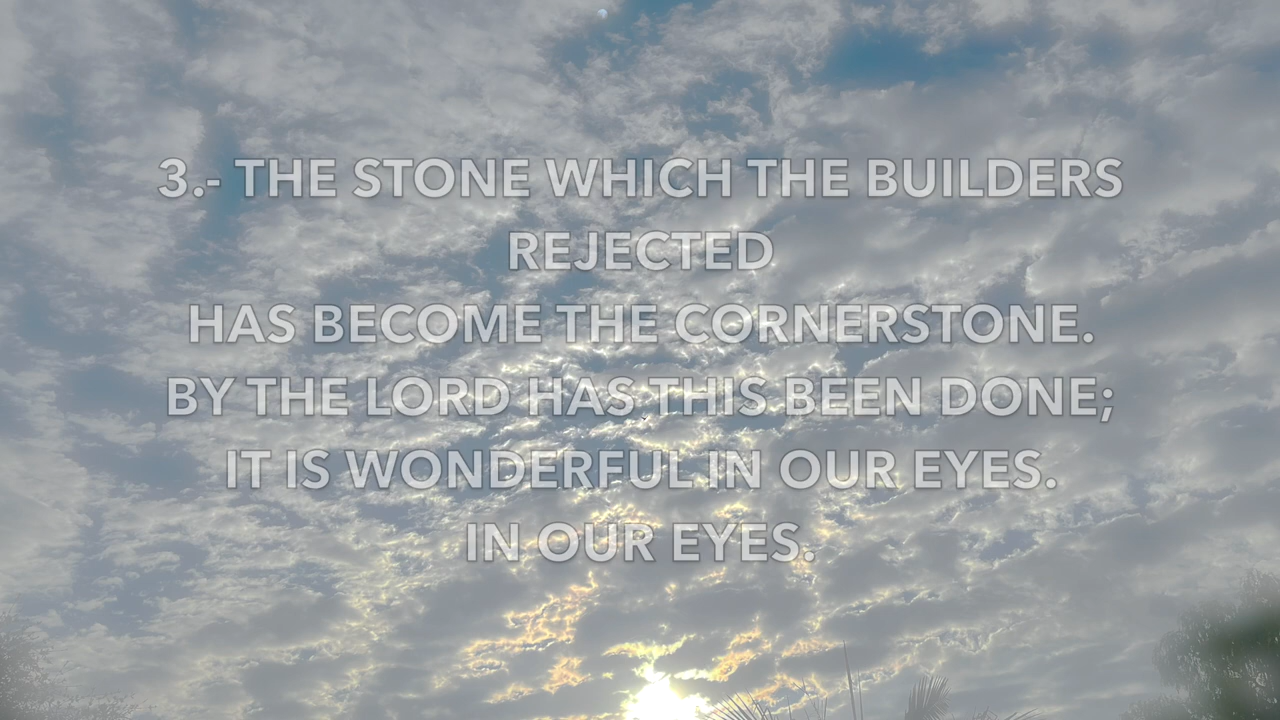 3.- THE STONE WHICH THE BUILDERS
REJECTED
HAS BECOME THE CORNERSTONE.
BY THE LORD HAS THIS BEEN DONE;
IT IS WONDERFUL IN OUR EYES.
IN OUR EYES.